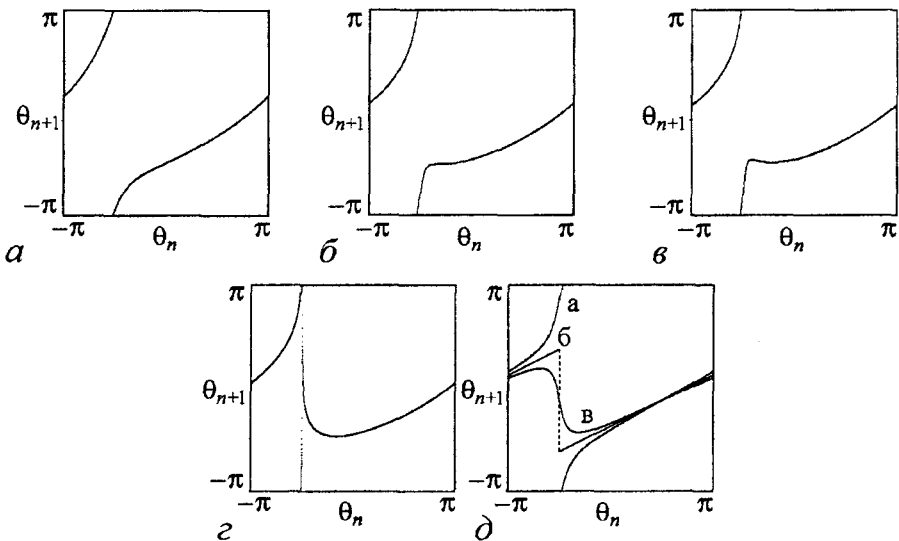 π π π
θn+1 θn+1 θn+1
−π −π −π
−π θn π −π θn π −π θn π
а б в
π π
а
б
θn+1 θn+1
в
−π −π
−π θn π −π θn π
г д